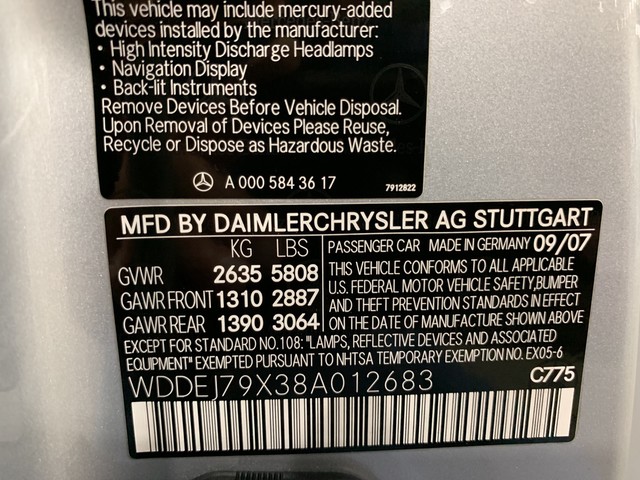 This vehicle may include mercury-added
devices installed by the manufacturer:
• High Intensity Discharge Headlamps
• Navigation Display
• Back-lit Instruments
Remove Devices Before Vehicle Disposal.
Upon Removal of Devices Please Reuse,
Recycle or Dispose as Hazardous Waste.
A 000 584 36 17 7912822
MFD BY DAIMLERCHRYSLER AG STUTTGART
KG LBS
GVWR 2635 5808
GAWR FRONT 1310 2887
GAWR REAR 1390 3064
PASSENGER CAR MADE IN GERMANY 09/07
THIS VEHICLE CONFORMS TO ALL APPLICABLE
U.S. FEDERAL MOTOR VEHICLE SAFETY,BUMPER
AND THEFT PREVENTION STANDARDS IN EFFECT
ON THE DATE OF MANUFACTURE SHOWN ABOVE
EXCEPT FOR STANDARD NO.108: "LAMPS, REFLECTIVE DEVICES AND ASSOCIATED
EQUIPMENT" EXEMPTED PURSUANT TO NHTSA TEMPORARY EXEMPTION NO. EX05-6
WDDEJ79X38A012683 C775